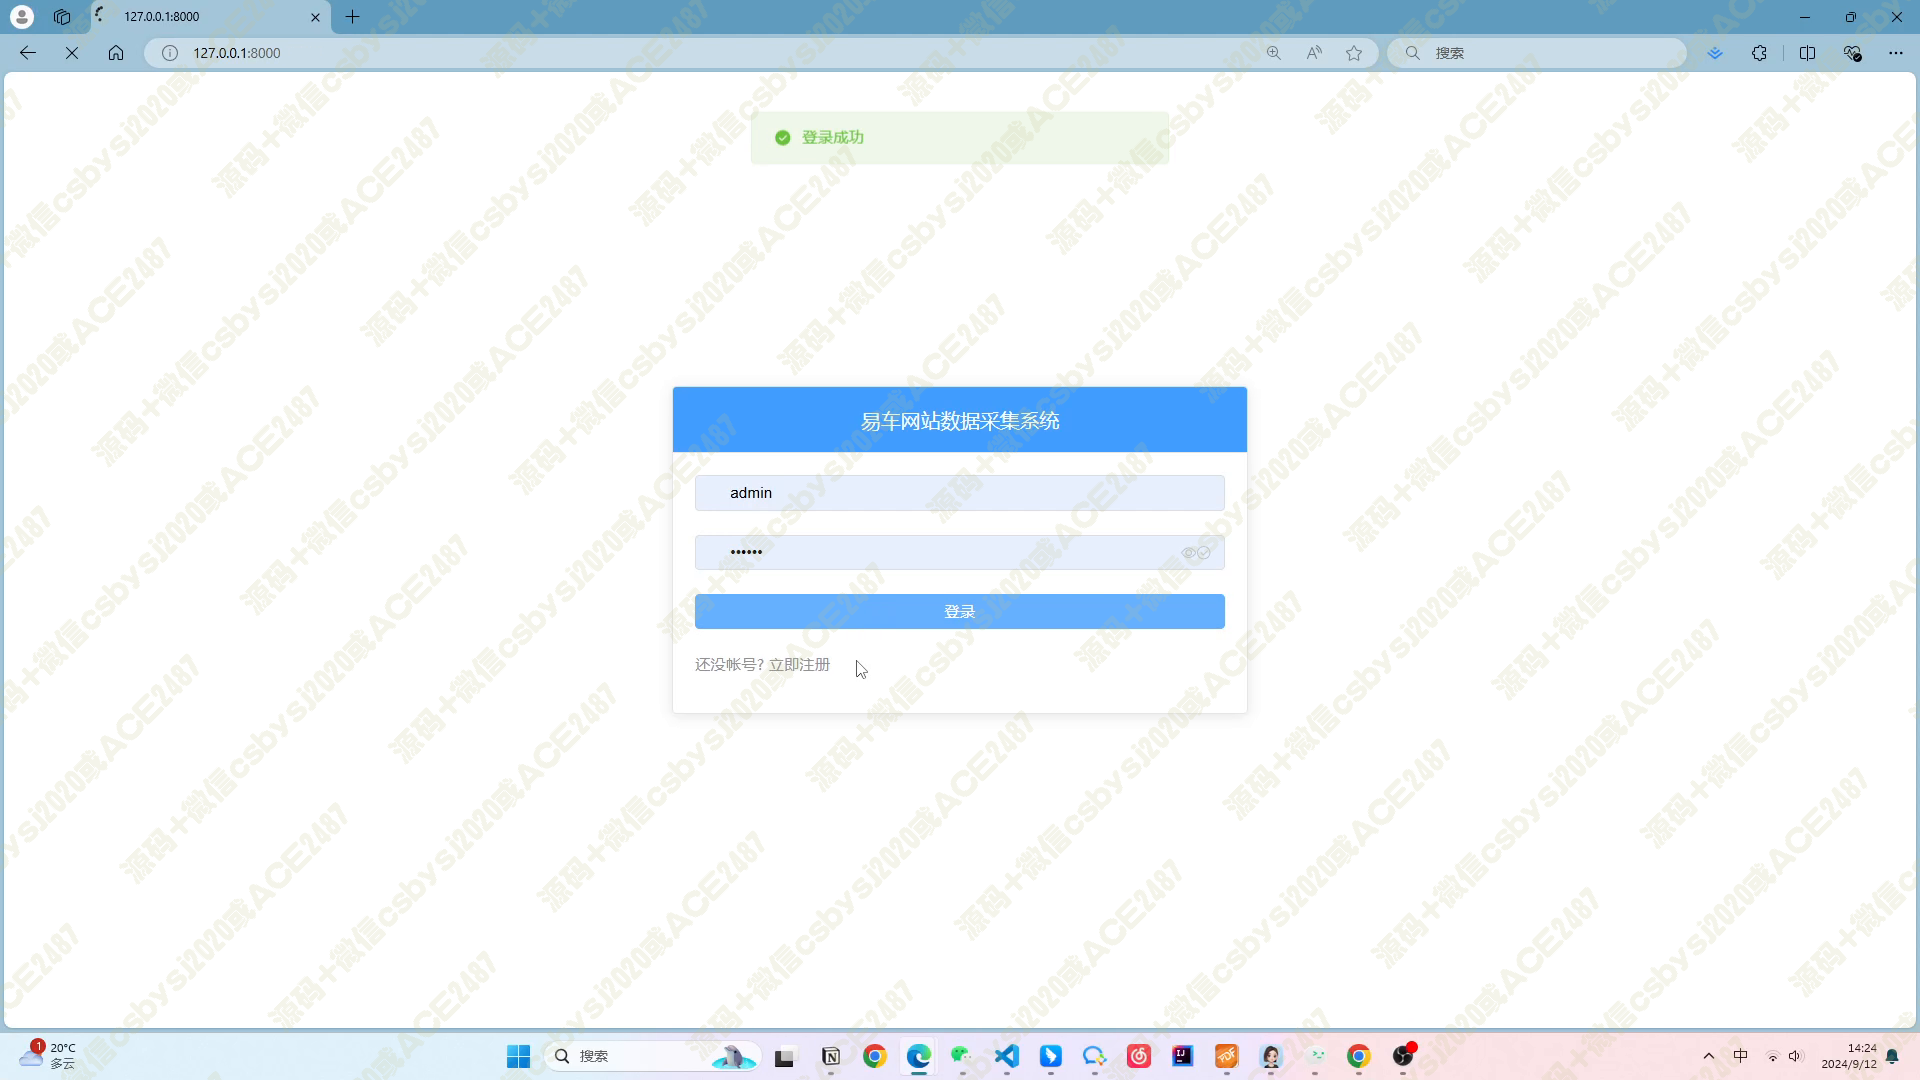 127.0.0.1:8000
127.0.0.1:8000
搜索
登录成功
易车网站数据采集系统
admin
••••••
登录
还没帐号? 立即注册
源码+微信csbysj2020或ACE2487
1
20°C
多云
搜索
中
14:24
2024/9/12